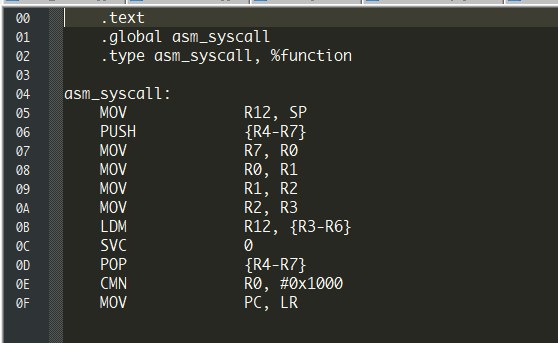 00 .text
01 .global asm_syscall
02 .type asm_syscall, %function
03
04 asm_syscall:
05 MOV R12, SP
06 PUSH {R4-R7}
07 MOV R7, R0
08 MOV R0, R1
09 MOV R1, R2
0A MOV R2, R3
0B LDM R12, {R3-R6}
0C SVC 0
0D POP {R4-R7}
0E CMN R0, #0x1000
0F MOV PC, LR